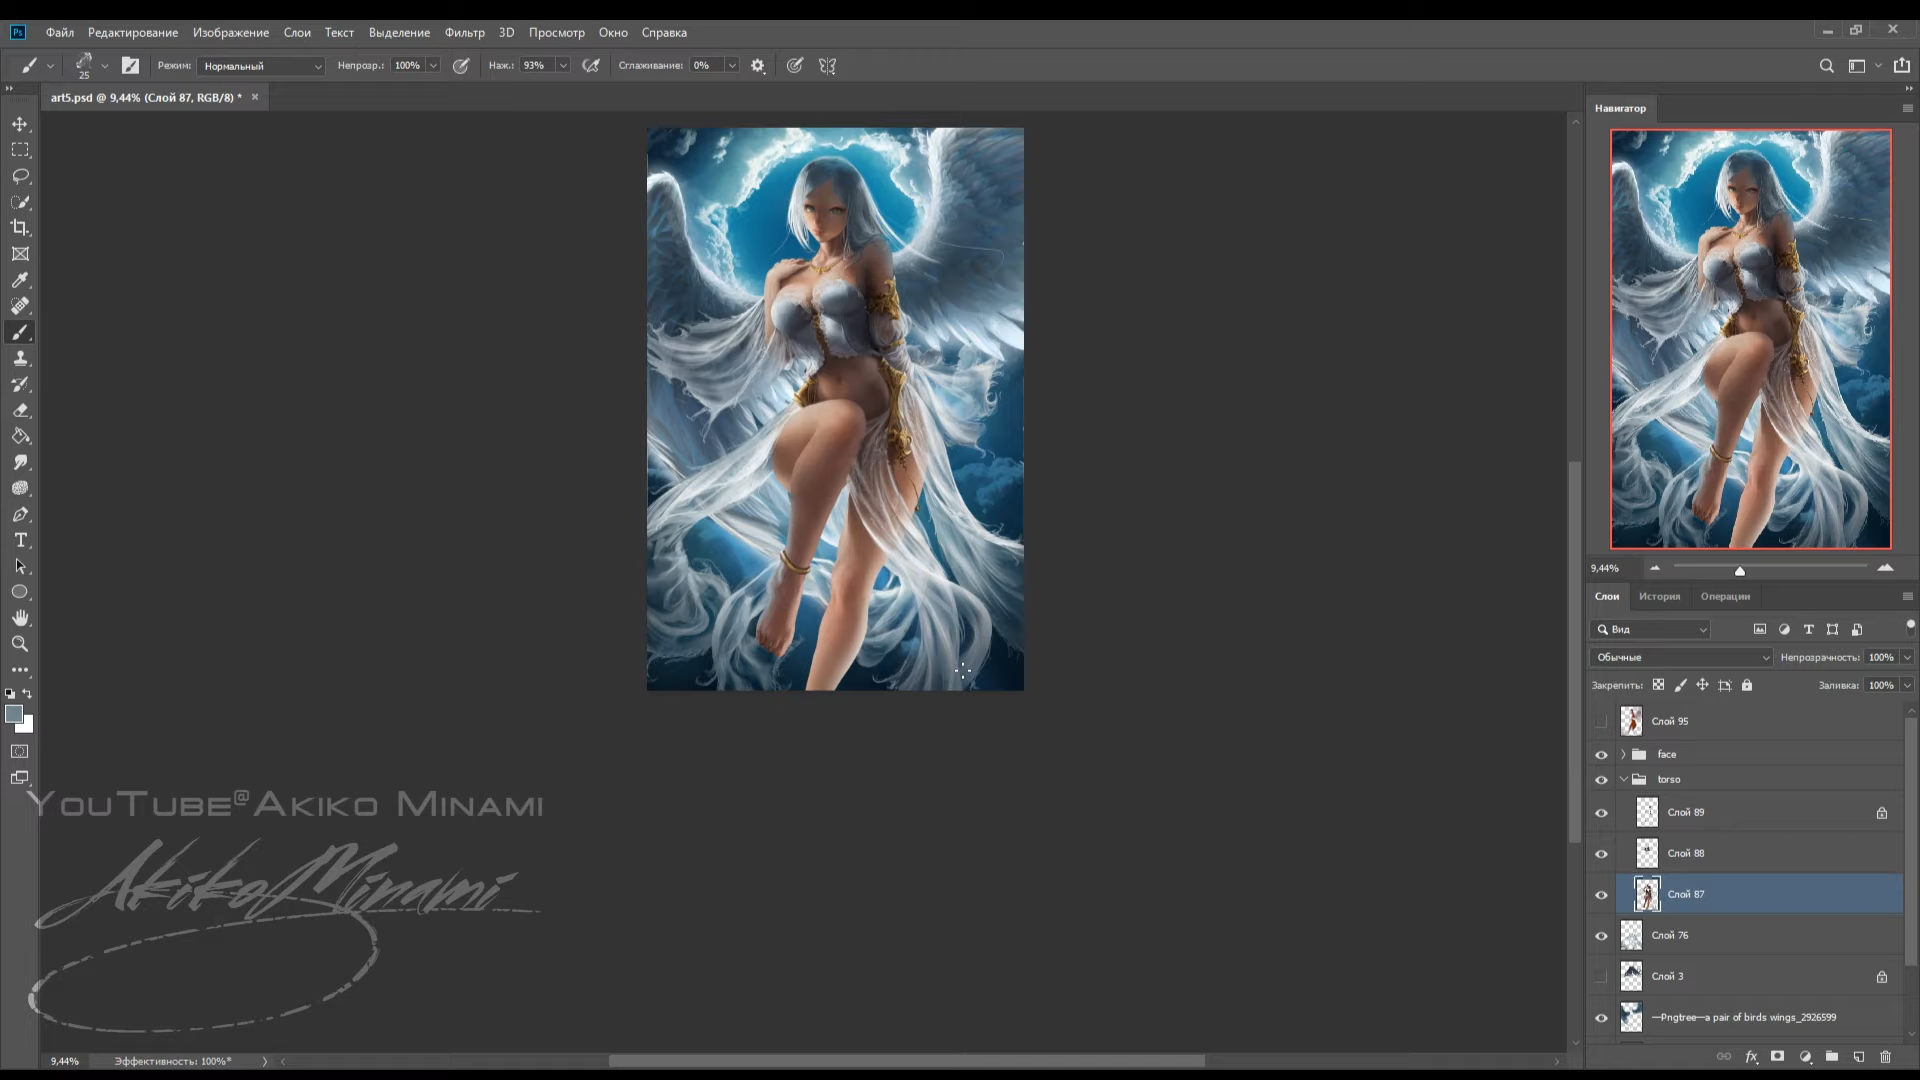 Ps Файл Редактирование Изображение Слои Текст Выделение Фильтр 3D Просмотр Окно Справка
25 Режим: Нормальный Непрозр.: 100% Наж.: 93% Сглаживание: 0%
art5.psd @ 9,44% (Слой 87, RGB/8) * ×
Навигатор
9,44%
Слои История Операции
Вид
Обычные Непрозрачность: 100%
Закрепить: Заливка: 100%
Слой 95
face
torso
Слой 89
Слой 88
Слой 87
Слой 76
Слой 3
—Pngtree—a pair of birds wings_2926599
YouTube@Akiko Minami
Akiko Minami
9,44% Эффективность: 100%*